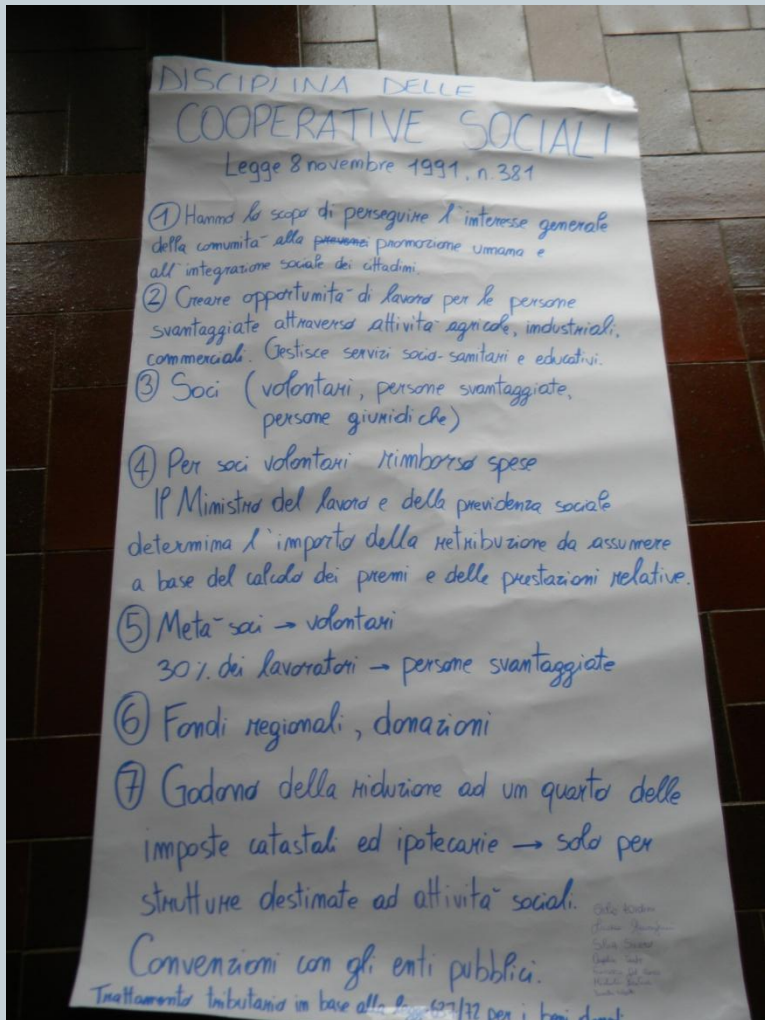 DISCIPLINA DELLE
COOPERATIVE SOCIALI
Legge 8 novembre 1991, n. 381
① Hanno lo scopo di perseguire l'interesse generale
della comunità alla promozione umana e
all'integrazione sociale dei cittadini.
② Creare opportunità di lavoro per le persone
svantaggiate attraverso attività agricole, industriali,
commerciali. Gestisce servizi socio-sanitari e educativi.
③ Soci (volontari, persone svantaggiate,
persone giuridiche)
④ Per soci volontari rimborso spese
Il Ministro del lavoro e della previdenza sociale
determina l'importo della retribuzione da assumere
a base del calcolo dei premi e delle prestazioni relative.
⑤ Metà soci → volontari
30% dei lavoratori → persone svantaggiate
⑥ Fondi regionali, donazioni
⑦ Godono della riduzione ad un quarto delle
imposte catastali ed ipotecarie → solo per
strutture destinate ad attività sociali.
Convenzioni con gli enti pubblici.
Trattamento tributario in base alla legge /72 per i beni donati